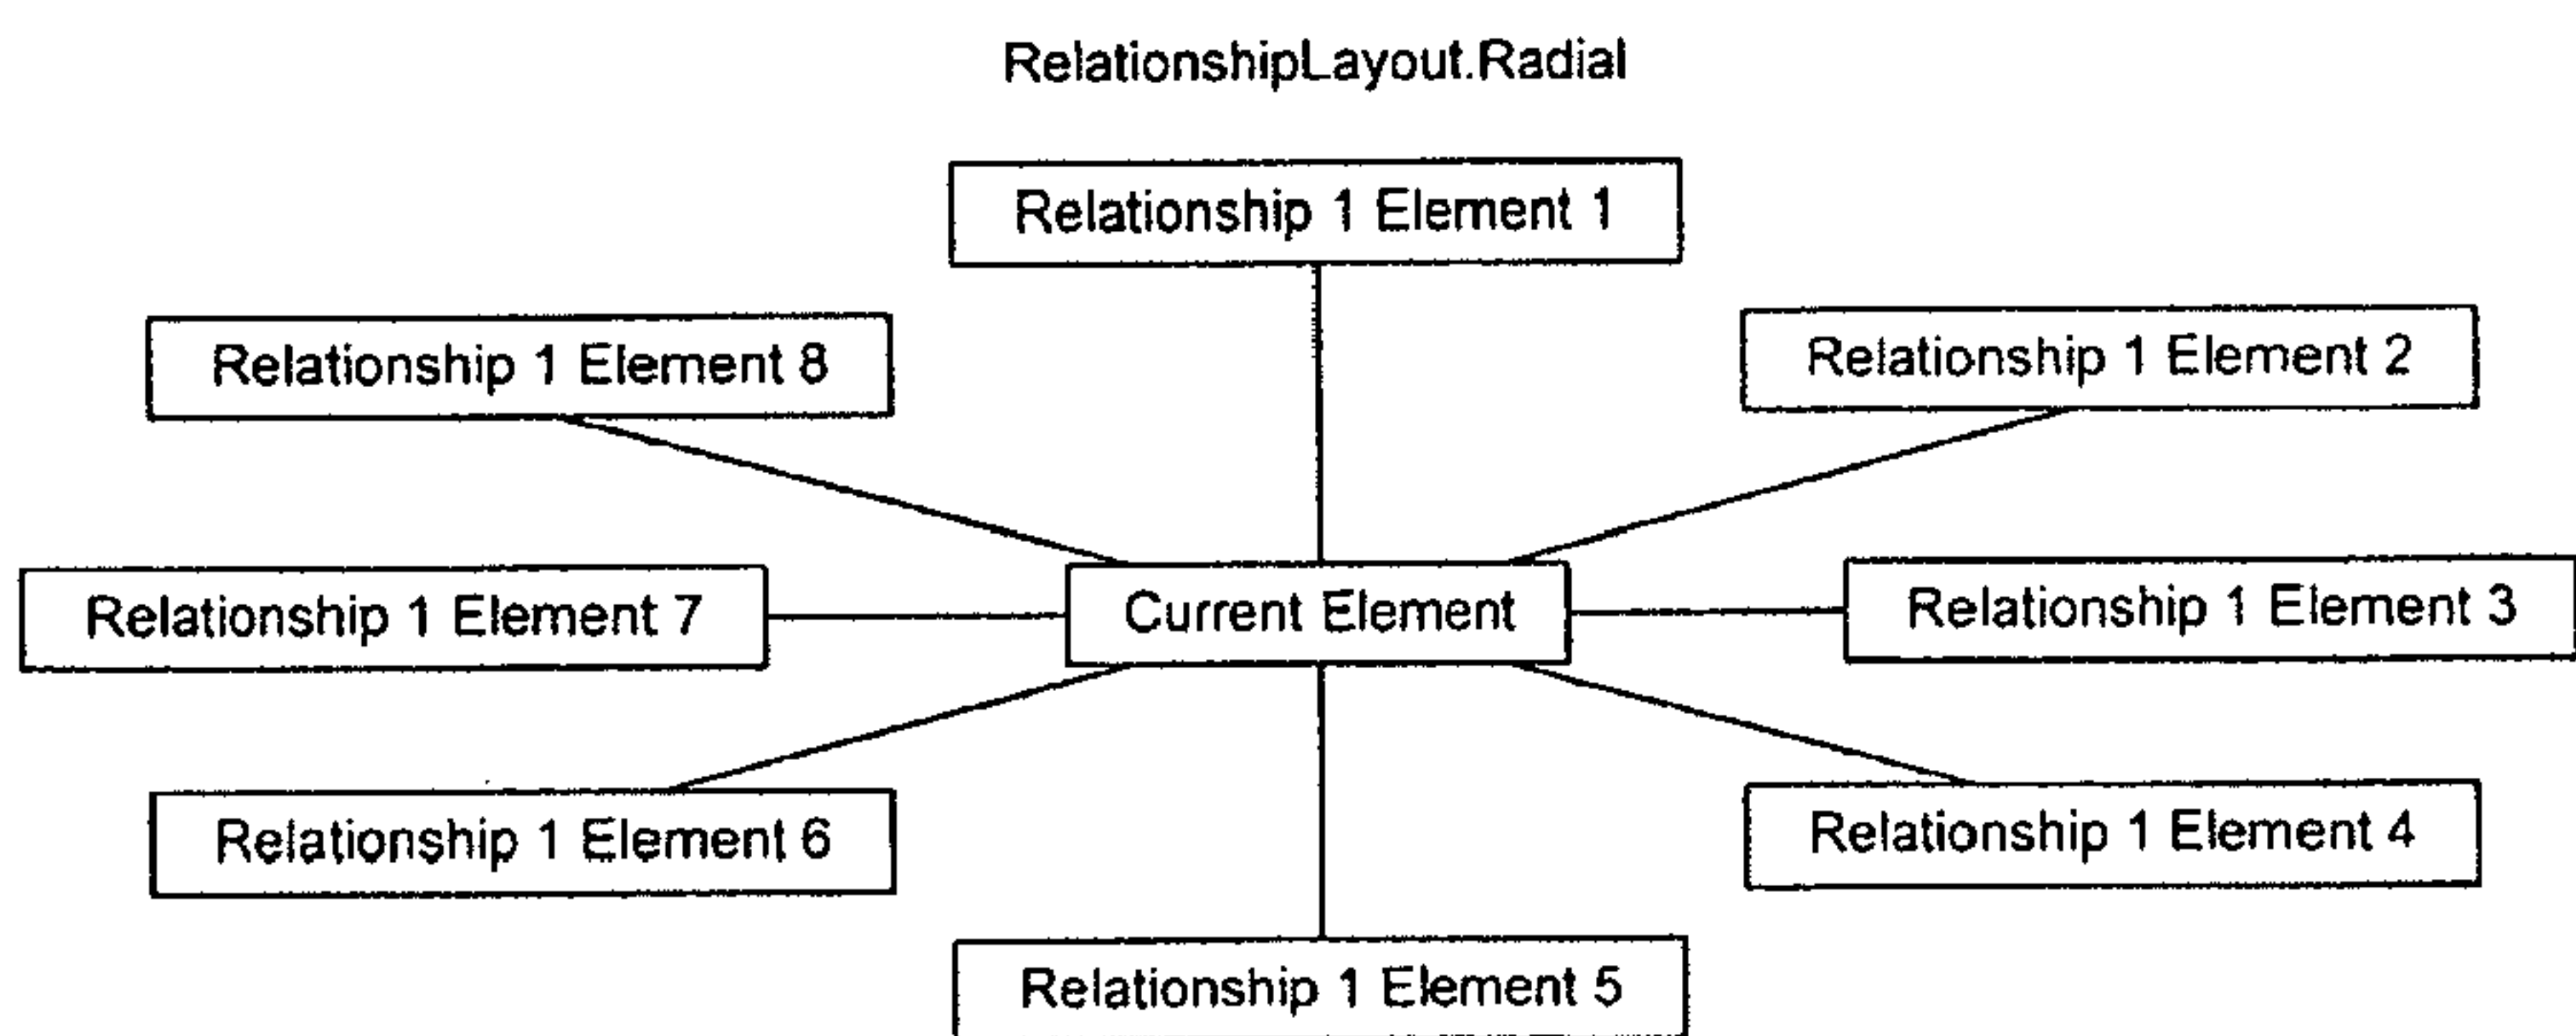 RelationshipLayout.Radial
Relationship 1 Element 1
Relationship 1 Element 8
Relationship 1 Element 2
Relationship 1 Element 7
Current Element
Relationship 1 Element 3
Relationship 1 Element 6
Relationship 1 Element 4
Relationship 1 Element 5